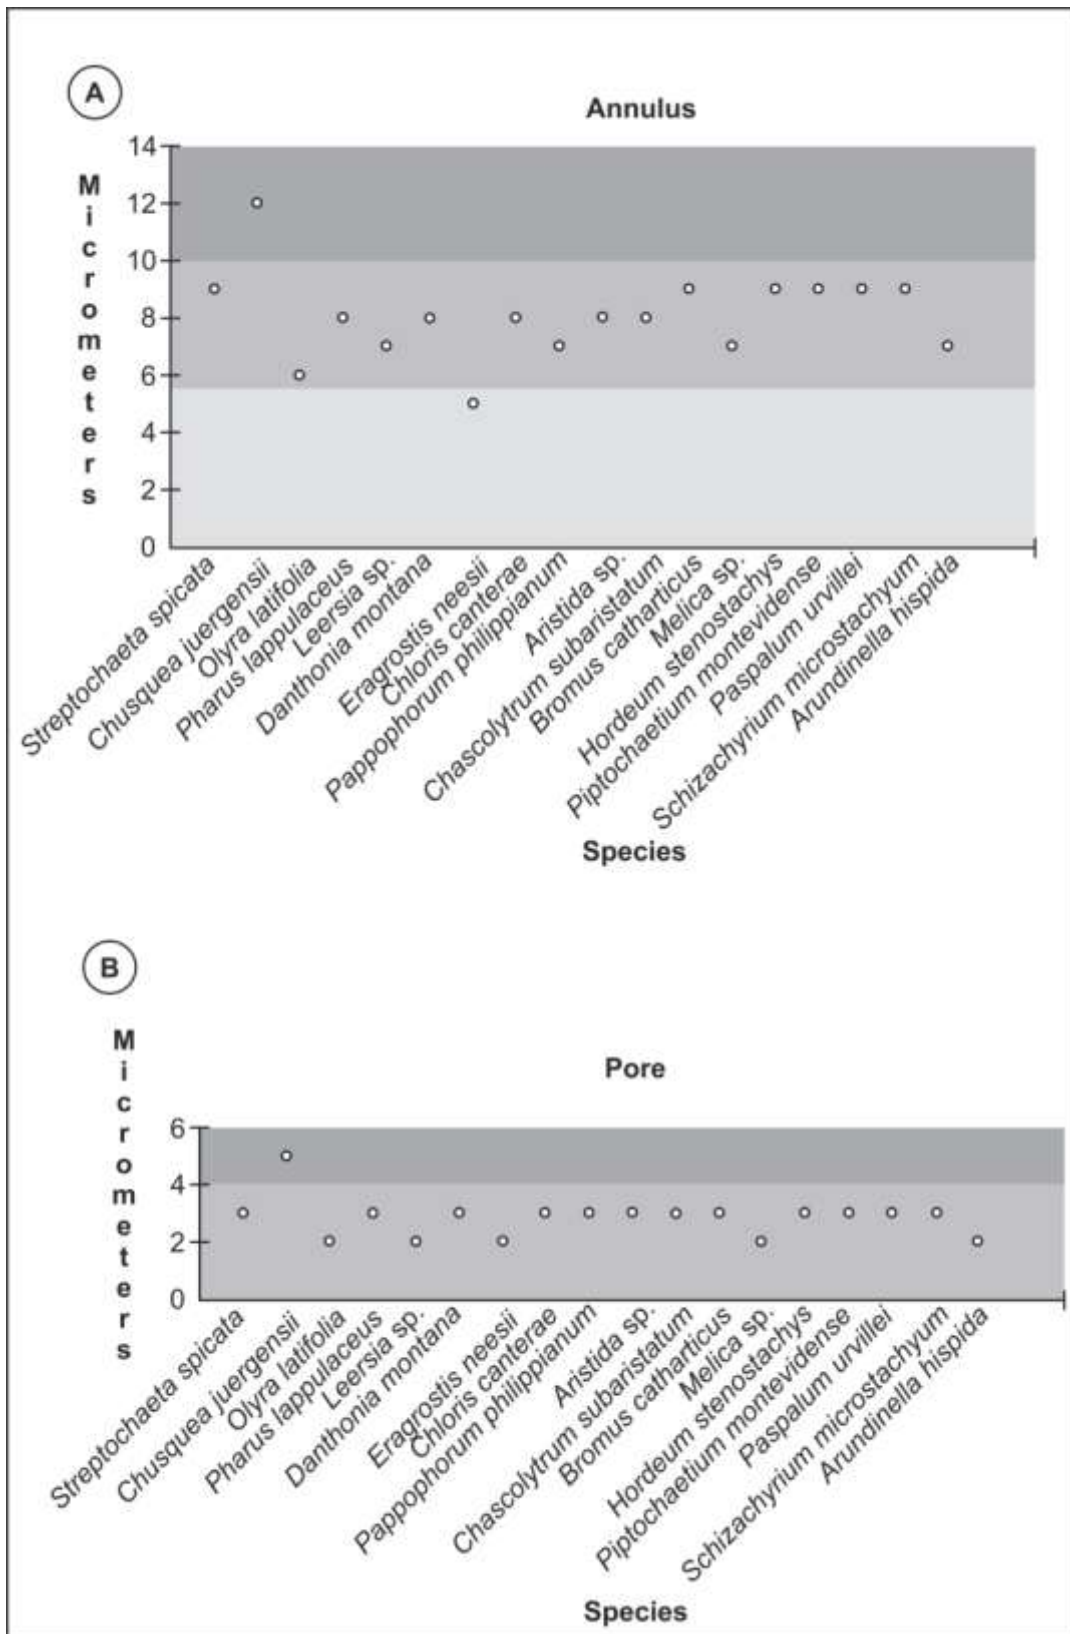 A
Annulus
Micrometers
14
12
10
8
6
4
2
0
Streptochaeta spicata
Chusquea juergensii
Olyra latifolia
Pharus lappulaceus
Leersia sp.
Danthonia montana
Eragrostis neesii
Chloris canterae
Pappophorum philippianum
Aristida sp.
Chascolytrum subaristatum
Bromus catharticus
Melica sp.
Hordeum stenostachys
Piptochaetium montevidense
Paspalum urvillei
Schizachyrium microstachyum
Arundinella hispida
Species
B
Pore
Micrometers
6
4
2
0
Streptochaeta spicata
Chusquea juergensii
Olyra latifolia
Pharus lappulaceus
Leersia sp.
Danthonia montana
Eragrostis neesii
Chloris canterae
Pappophorum philippianum
Aristida sp.
Chascolytrum subaristatum
Bromus catharticus
Melica sp.
Hordeum stenostachys
Piptochaetium montevidense
Paspalum urvillei
Schizachyrium microstachyum
Arundinella hispida
Species